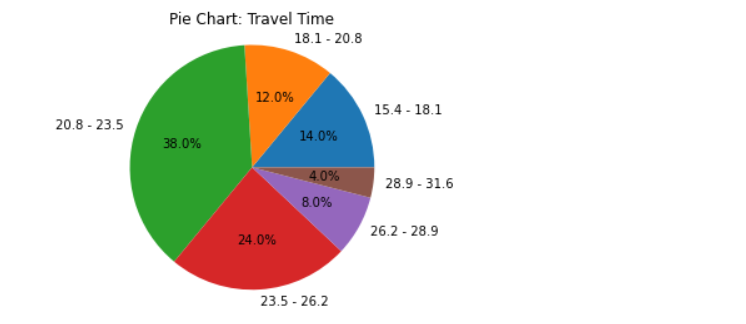 Pie Chart: Travel Time
18.1 - 20.8
15.4 - 18.1
20.8 - 23.5
12.0%
14.0%
38.0%
4.0%
28.9 - 31.6
8.0%
26.2 - 28.9
24.0%
23.5 - 26.2